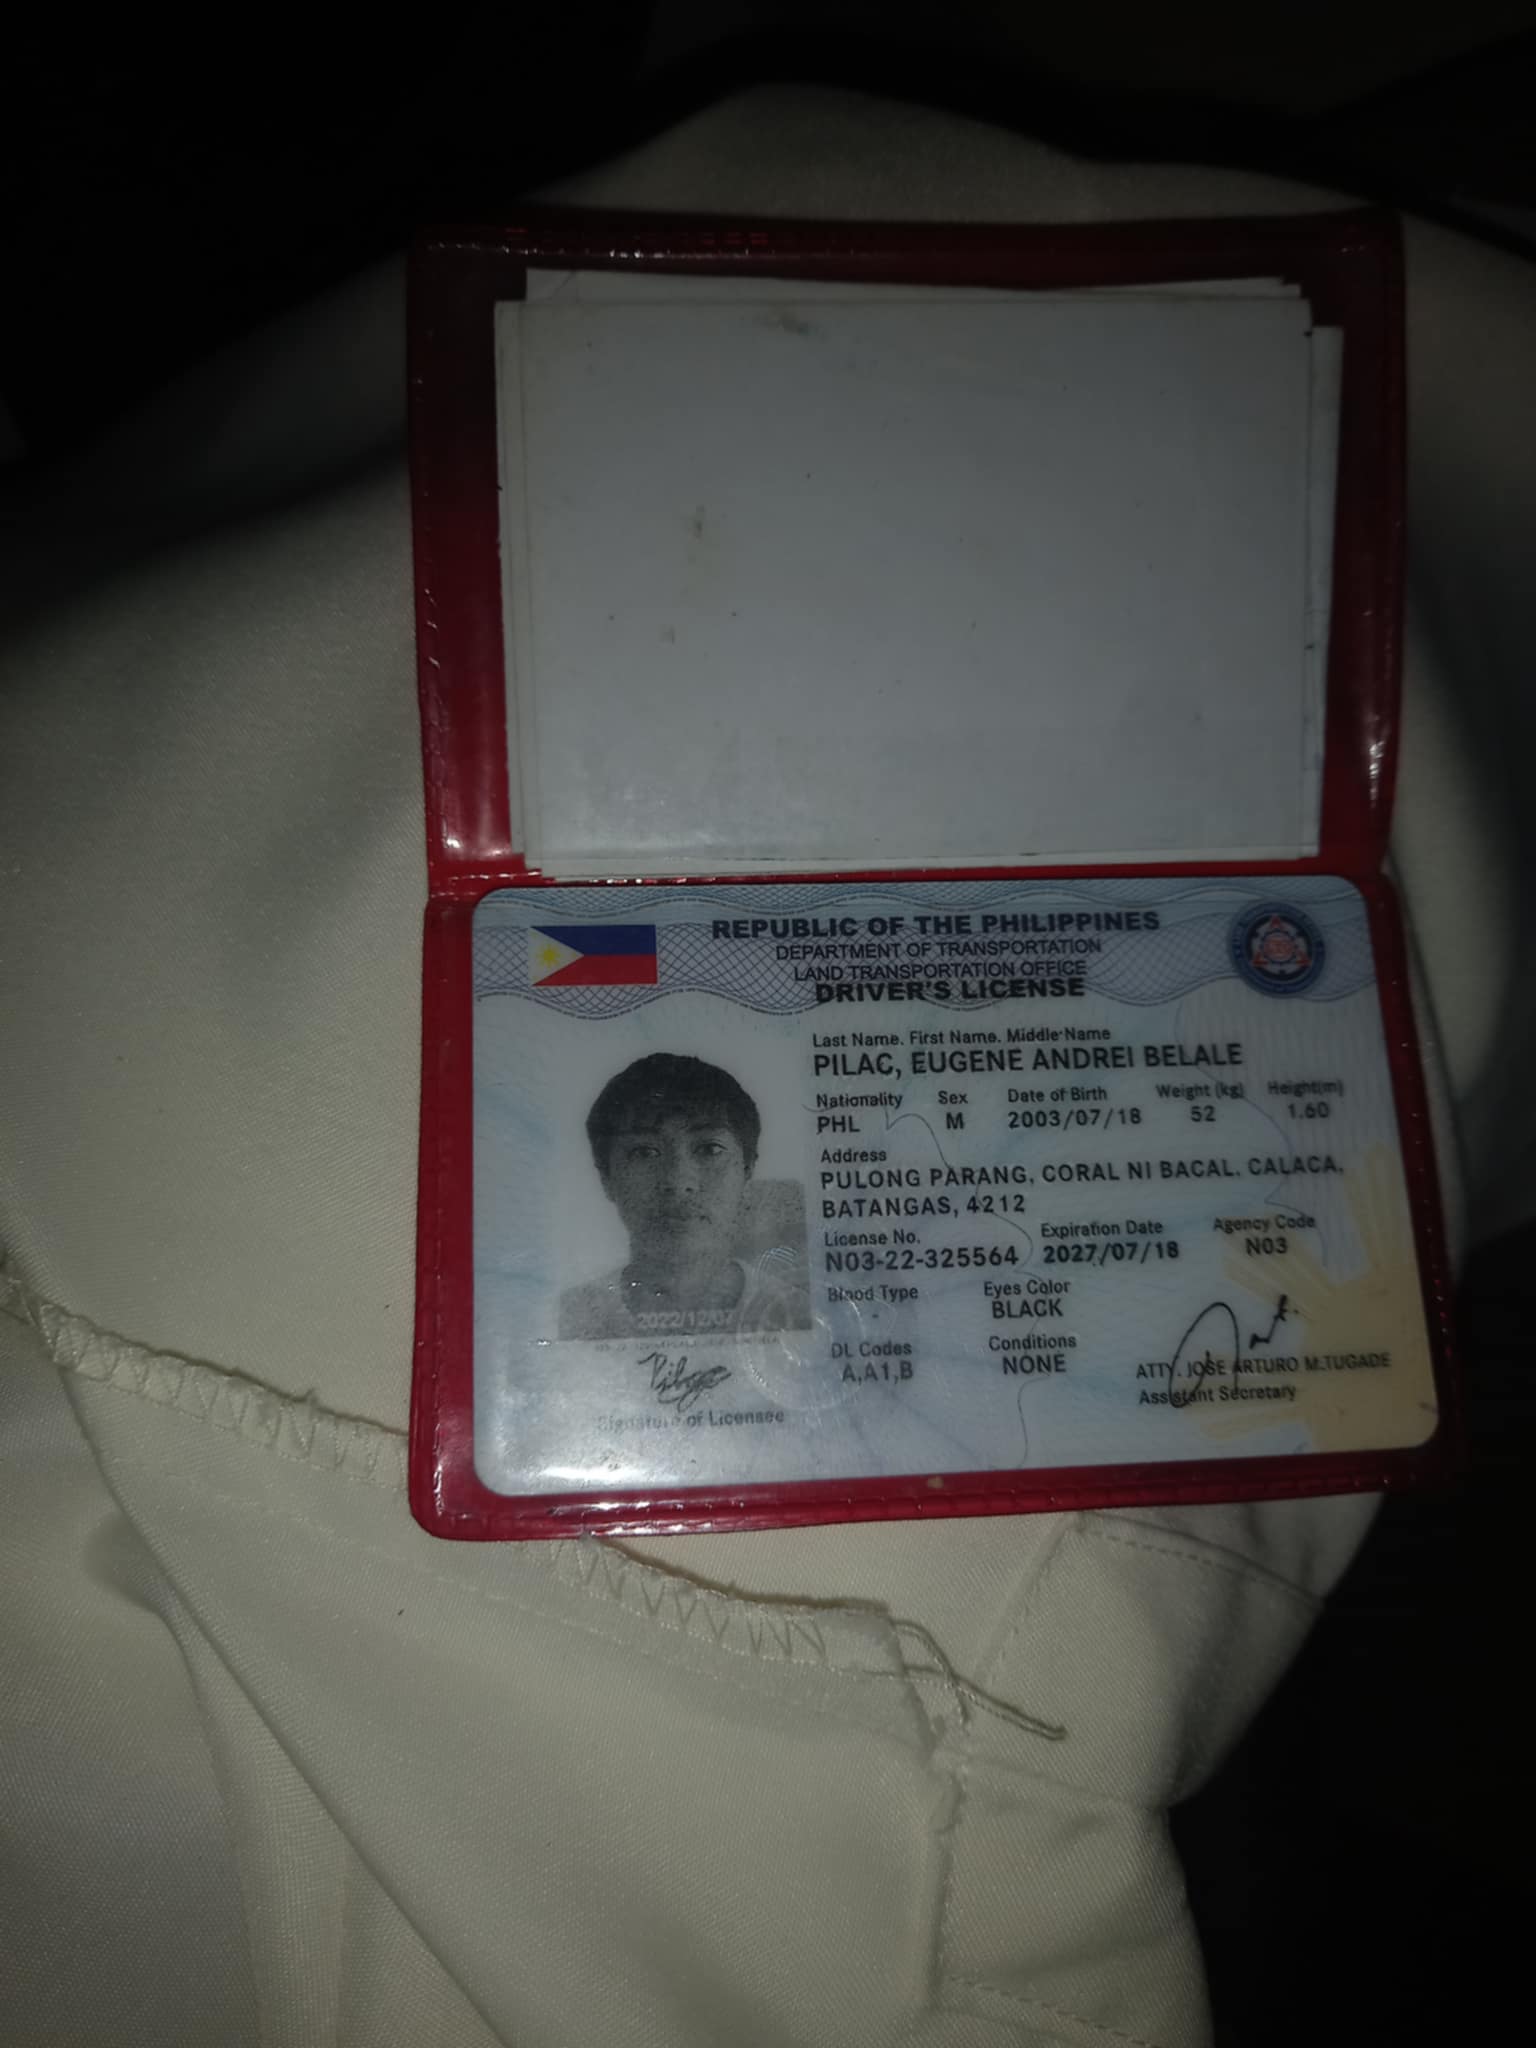 REPUBLIC OF THE PHILIPPINES
DEPARTMENT OF TRANSPORTATION
LAND TRANSPORTATION OFFICE
DRIVER'S LICENSE
Last Name. First Name. Middle Name
PILAC, EUGENE ANDREI BELALE
Nationality Sex Date of Birth Weight (kg) Height(m)
PHL M 2003/07/18 52 1.60
Address
PULONG PARANG, CORAL NI BACAL, CALACA,
BATANGAS, 4212
License No. Expiration Date Agency Code
N03-22-325564 2027/07/18 N03
Blood Type Eyes Color
- BLACK
DL Codes Conditions
A,A1,B NONE
2022/12/07
Signature of Licensee
ATTY. JOSE ARTURO M.TUGADE
Assistant Secretary